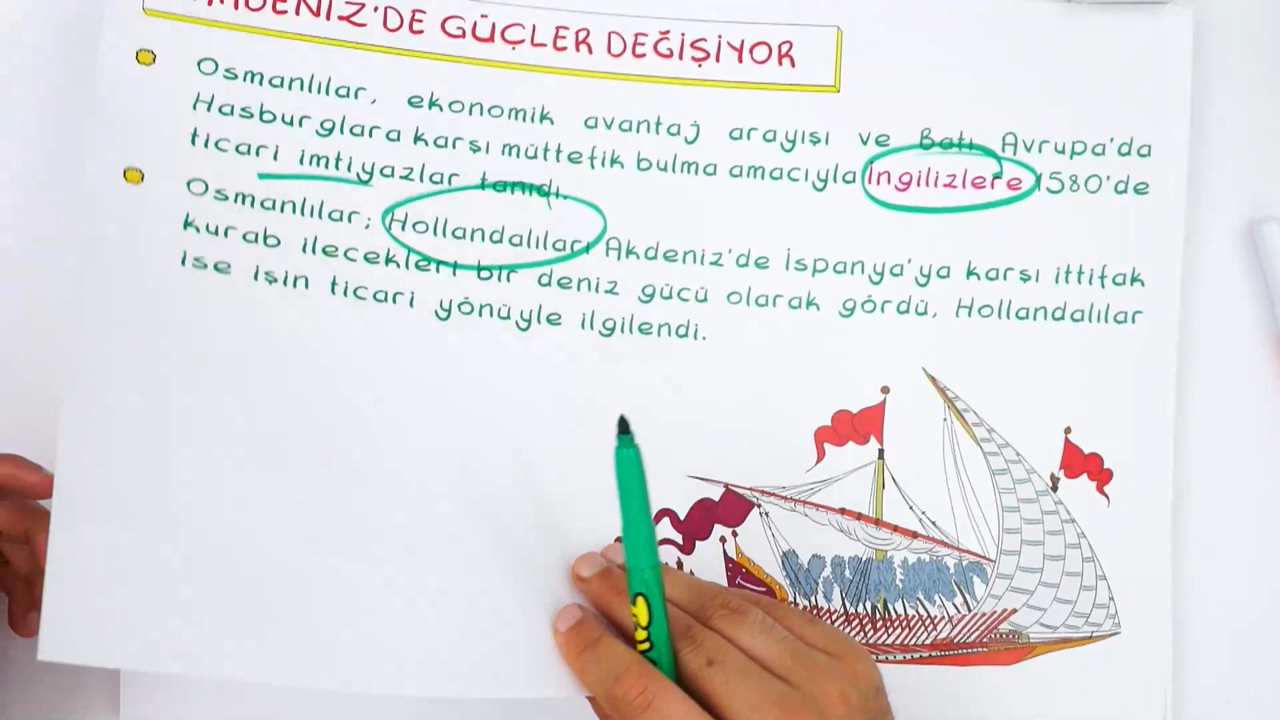 AKDENİZ'DE GÜÇLER DEĞİŞİYOR
Osmanlılar, ekonomik avantaj arayışı ve Batı Avrupa'da
Hasburglara karşı müttefik bulma amacıyla İngilizlere 1580'de
ticari imtiyazlar tanıdı.
Osmanlılar; Hollandalıları Akdeniz'de İspanya'ya karşı ittifak
kurab ilecekleri bir deniz gücü olarak gördü, Hollandalılar
ise işin ticari yönüyle ilgilendi.